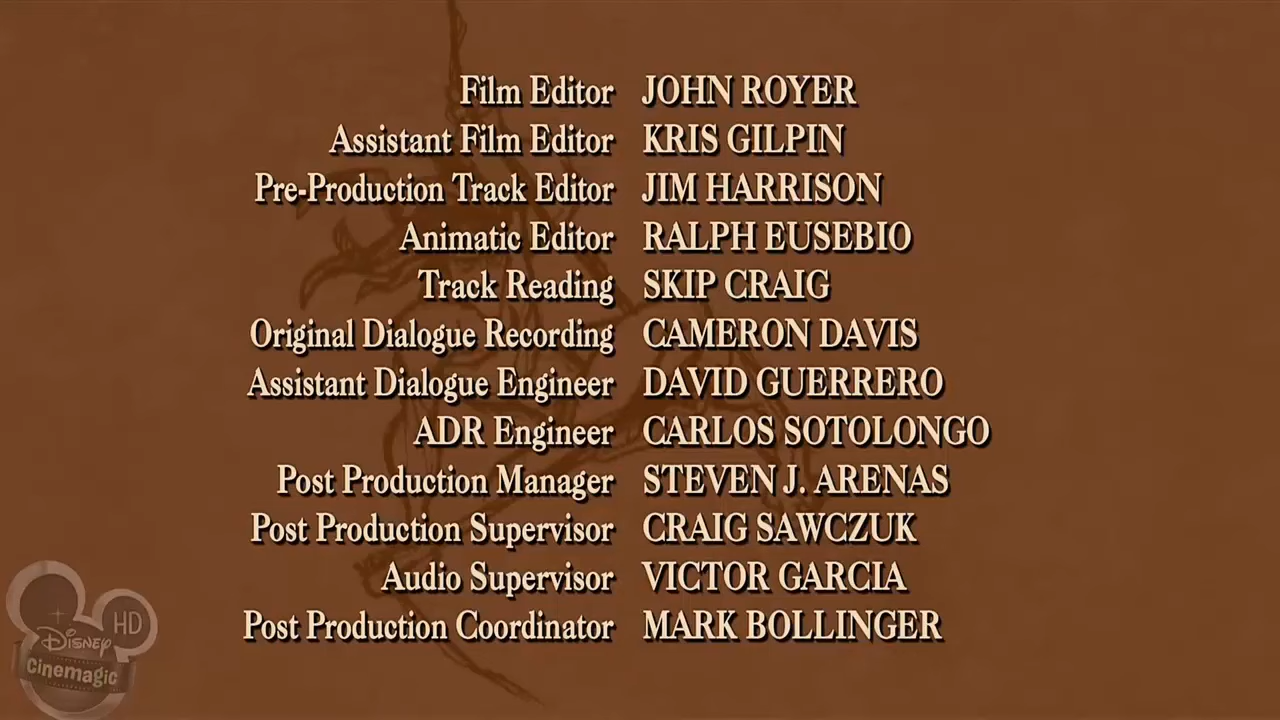 Film Editor JOHN ROYER
Assistant Film Editor KRIS GILPIN
Pre-Production Track Editor JIM HARRISON
Animatic Editor RALPH EUSEBIO
Track Reading SKIP CRAIG
Original Dialogue Recording CAMERON DAVIS
Assistant Dialogue Engineer DAVID GUERRERO
ADR Engineer CARLOS SOTOLONGO
Post Production Manager STEVEN J. ARENAS
Post Production Supervisor CRAIG SAWCZUK
Audio Supervisor VICTOR GARCIA
Post Production Coordinator MARK BOLLINGER
HD
Disney
Cinemagic